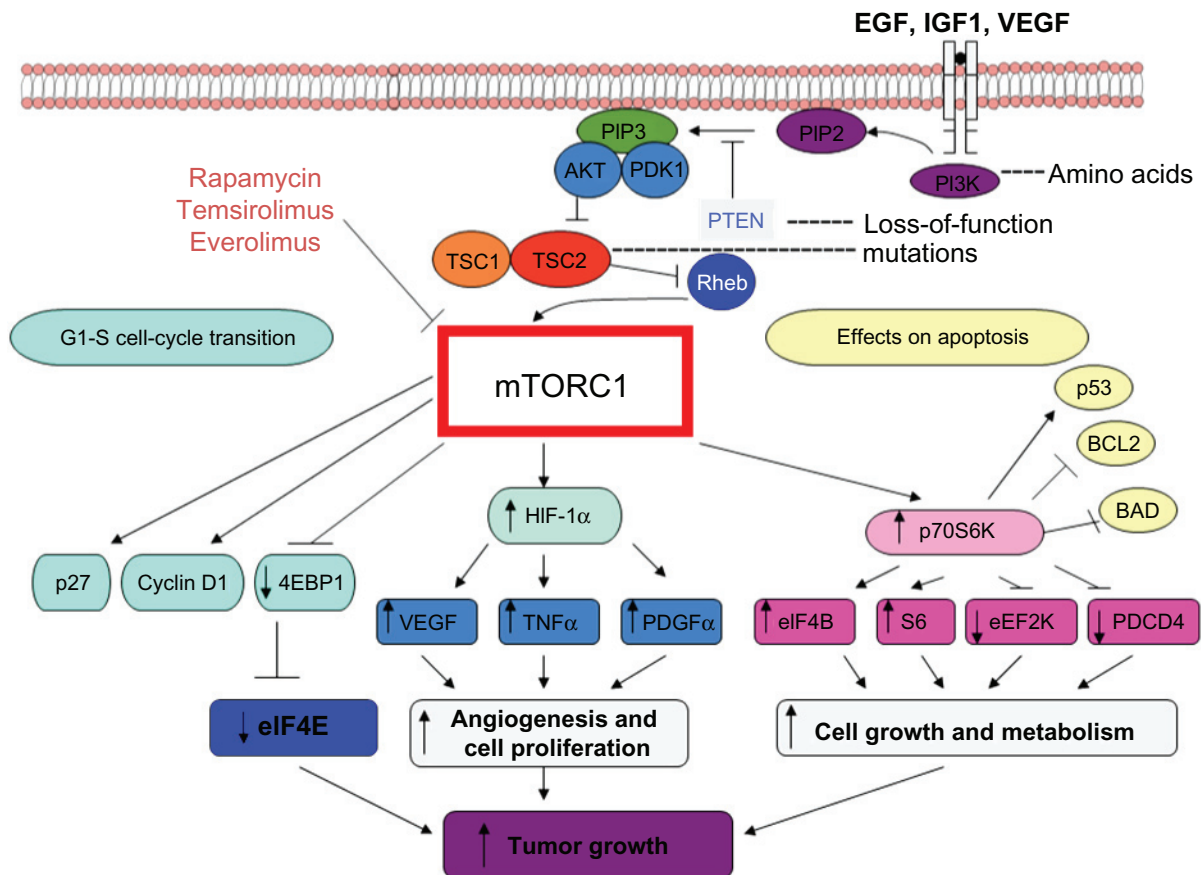 EGF, IGF1, VEGF
PIP3
PIP2
AKT
PDK1
PI3K
Amino acids
Rapamycin
Temsirolimus
Everolimus
PTEN
Loss-of-function
mutations
TSC1
TSC2
Rheb
G1-S cell-cycle transition
Effects on apoptosis
mTORC1
p53
BCL2
BAD
HIF-1α
p70S6K
p27
Cyclin D1
4EBP1
VEGF
TNFα
PDGFα
eIF4B
S6
eEF2K
PDCD4
eIF4E
Angiogenesis and
cell proliferation
Cell growth and metabolism
Tumor growth